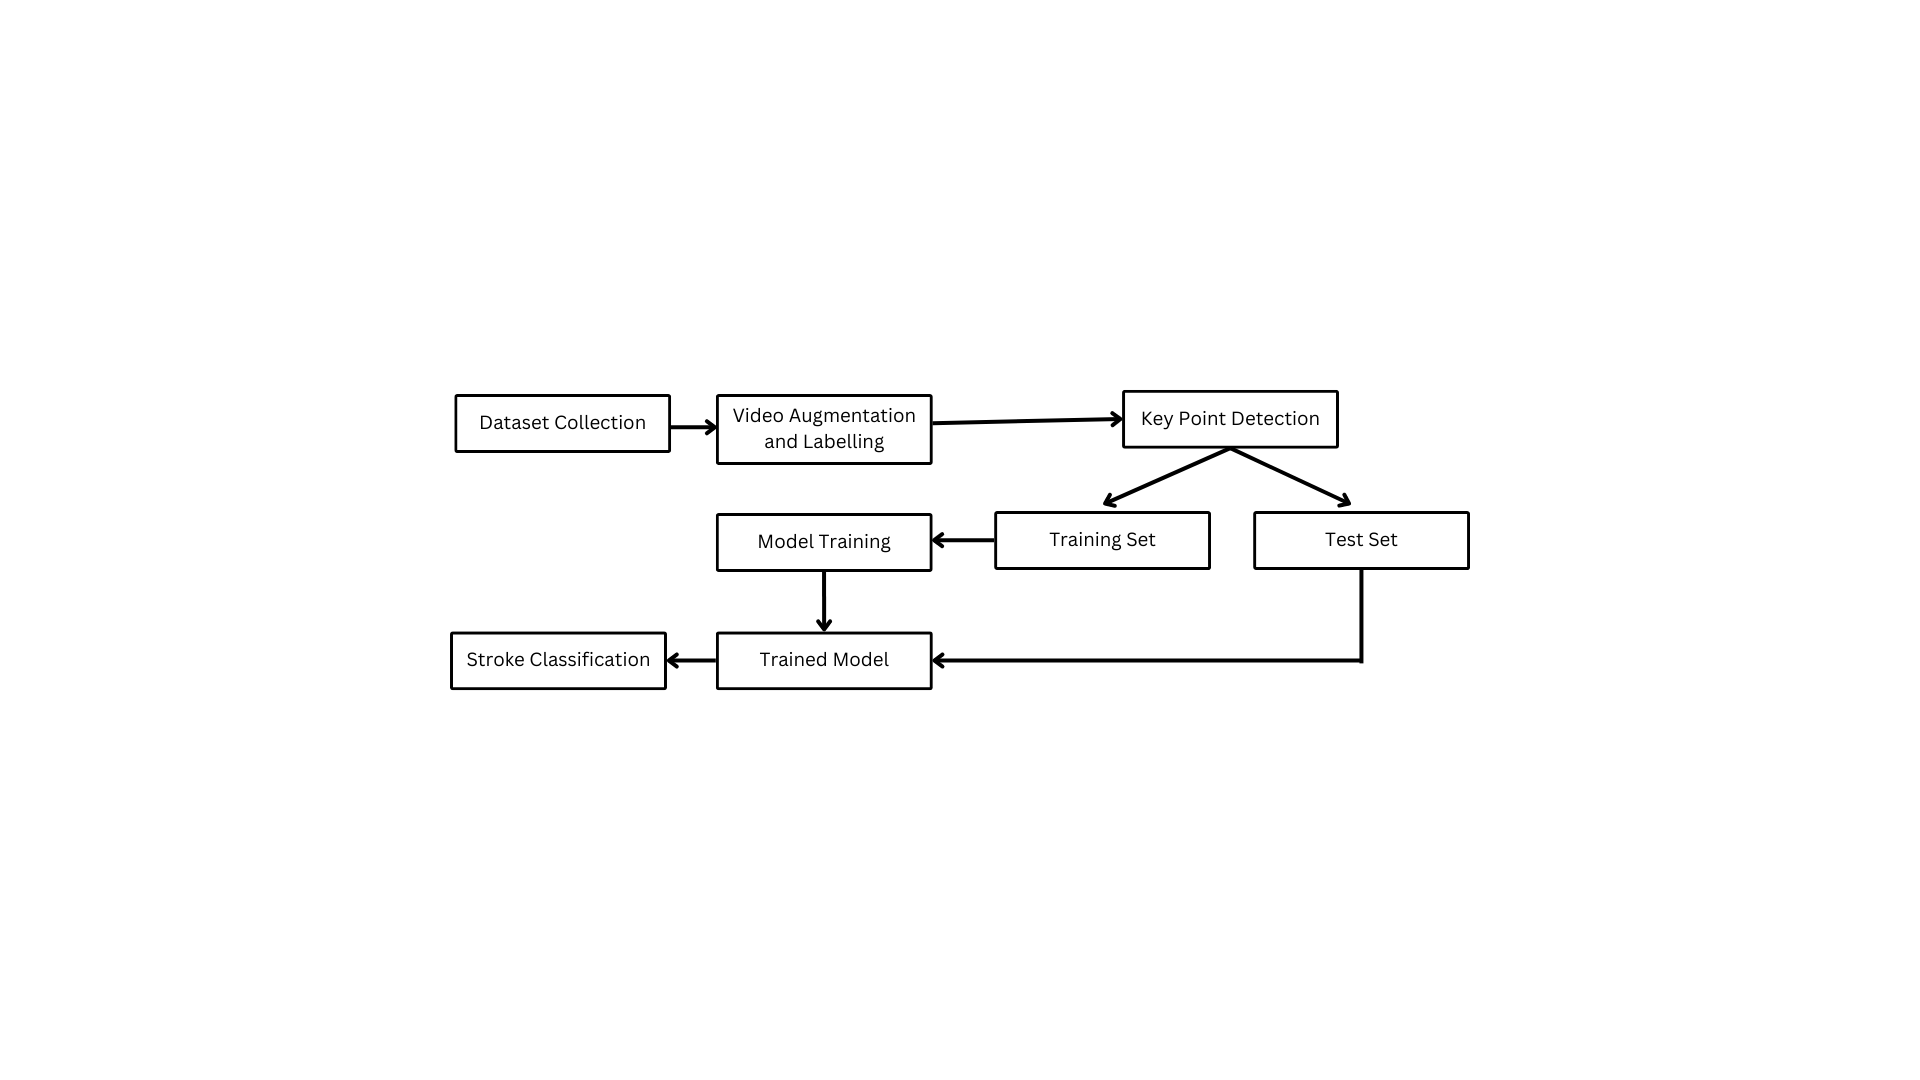 Dataset Collection
Video Augmentation
and Labelling
Key Point Detection
Model Training
Training Set
Test Set
Stroke Classification
Trained Model